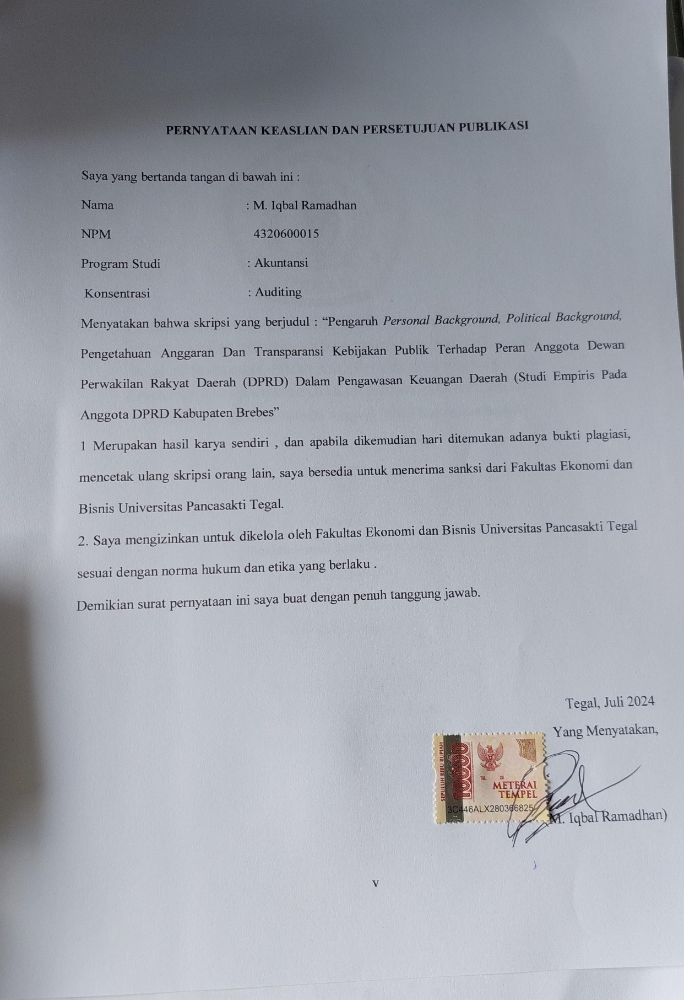 PERNYATAAN KEASLIAN DAN PERSETUJUAN PUBLIKASI
Saya yang bertanda tangan di bawah ini :
Nama : M. Iqbal Ramadhan
NPM 4320600015
Program Studi : Akuntansi
Konsentrasi : Auditing
Menyatakan bahwa skripsi yang berjudul : “Pengaruh Personal Background, Political Background,
Pengetahuan Anggaran Dan Transparansi Kebijakan Publik Terhadap Peran Anggota Dewan
Perwakilan Rakyat Daerah (DPRD) Dalam Pengawasan Keuangan Daerah (Studi Empiris Pada
Anggota DPRD Kabupaten Brebes”
1 Merupakan hasil karya sendiri , dan apabila dikemudian hari ditemukan adanya bukti plagiasi,
mencetak ulang skripsi orang lain, saya bersedia untuk menerima sanksi dari Fakultas Ekonomi dan
Bisnis Universitas Pancasakti Tegal.
2. Saya mengizinkan untuk dikelola oleh Fakultas Ekonomi dan Bisnis Universitas Pancasakti Tegal
sesuai dengan norma hukum dan etika yang berlaku .
Demikian surat pernyataan ini saya buat dengan penuh tanggung jawab.
Tegal, Juli 2024
Yang Menyatakan,
SEPULUH RIBU RUPIAH
10000
TGL. 20
METERAI
TEMPEL
3C446ALX280366825
M. Iqbal Ramadhan)
v